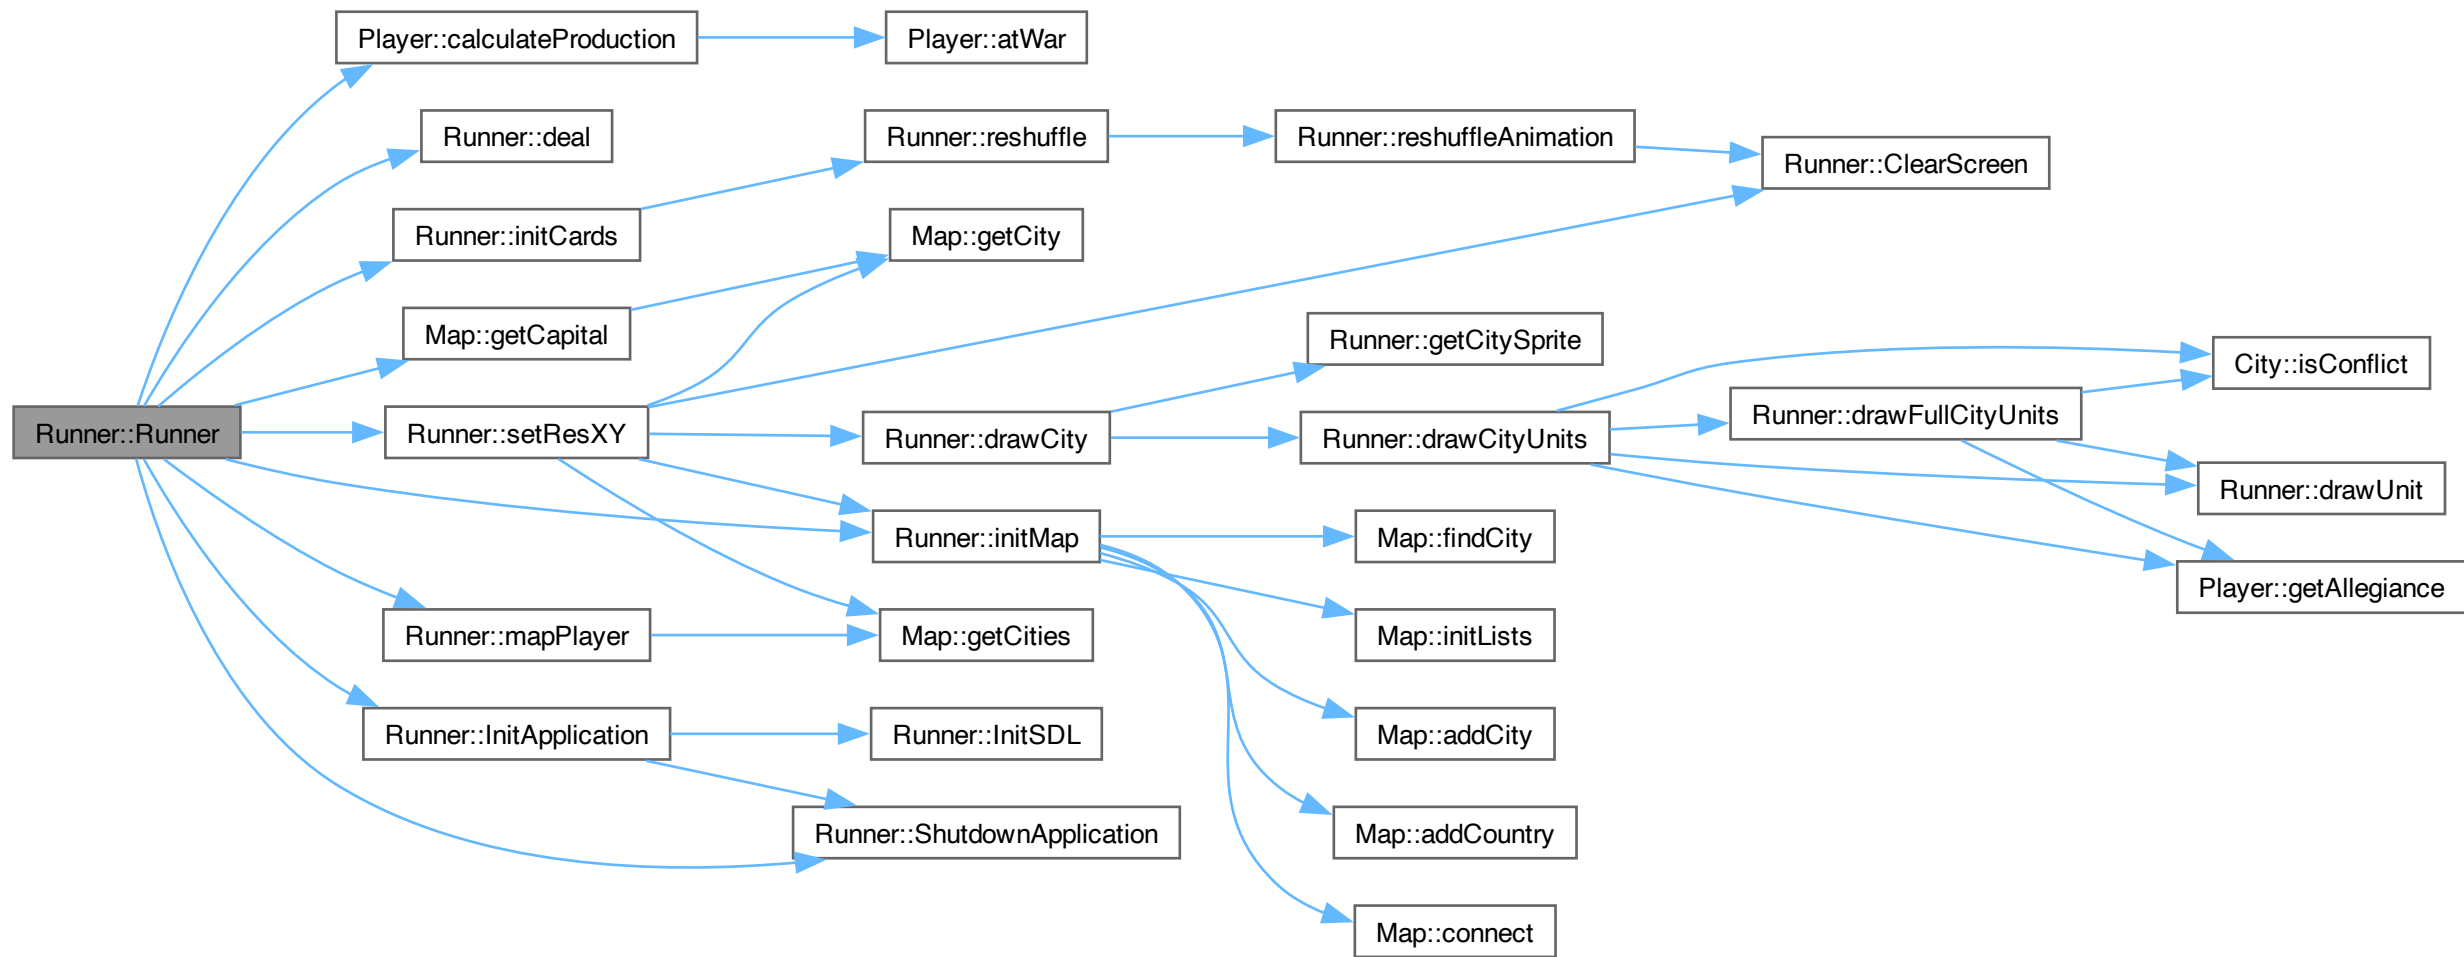 Player::calculateProduction
Player::atWar
Runner::deal
Runner::reshuffle
Runner::reshuffleAnimation
Runner::ClearScreen
Runner::initCards
Map::getCity
Map::getCapital
Runner::getCitySprite
City::isConflict
Runner::Runner
Runner::setResXY
Runner::drawCity
Runner::drawCityUnits
Runner::drawFullCityUnits
Runner::drawUnit
Runner::initMap
Map::findCity
Player::getAllegiance
Runner::mapPlayer
Map::getCities
Map::initLists
Runner::InitApplication
Runner::InitSDL
Map::addCity
Runner::ShutdownApplication
Map::addCountry
Map::connect